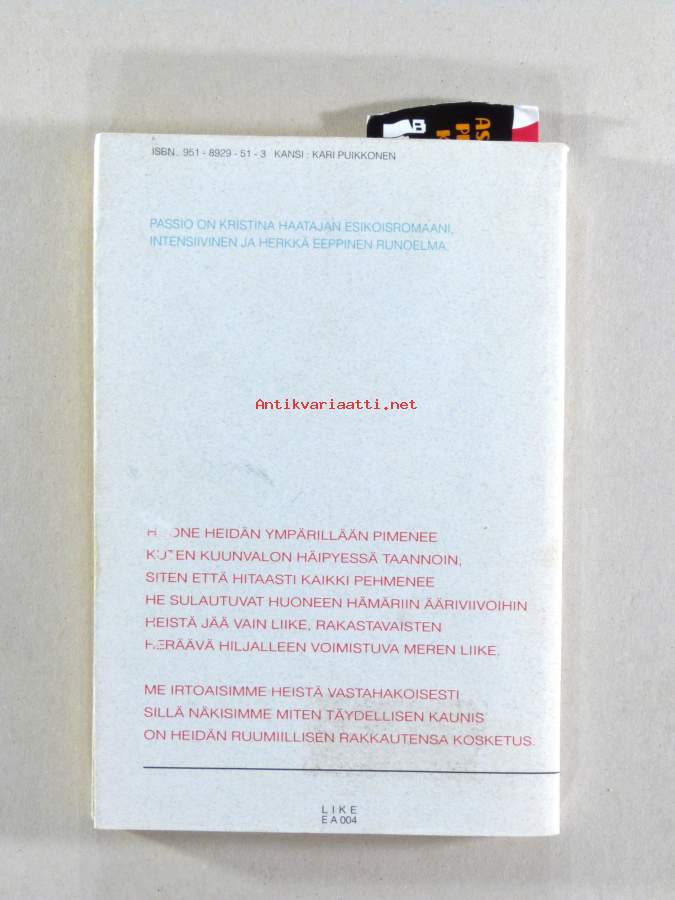 AS
B
ISBN . 951 - 8929 - 51 - 3 KANSI : KARI PUIKKONEN
PASSIO ON KRISTINA HAATAJAN ESIKOISROMAANI,
INTENSIIVINEN JA HERKKÄ EEPPINEN RUNOELMA.
Antikvariaatti.net
HUONE HEIDÄN YMPÄRILLÄÄN PIMENEE
KUTEN KUUNVALON HÄIPYESSÄ TAANNOIN,
SITEN ETTÄ HITAASTI KAIKKI PEHMENEE
HE SULAUTUVAT HUONEEN HÄMÄRIIN ÄÄRIVIIVOIHIN
HEISTÄ JÄÄ VAIN LIIKE, RAKASTAVAISTEN
HERÄÄVÄ HILJALLEEN VOIMISTUVA MEREN LIIKE.
ME IRTOAISIMME HEISTÄ VASTAHAKOISESTI
SILLÄ NÄKISIMME MITEN TÄYDELLISEN KAUNIS
ON HEIDÄN RUUMIILLISEN RAKKAUTENSA KOSKETUS.
LIKE
EA 004